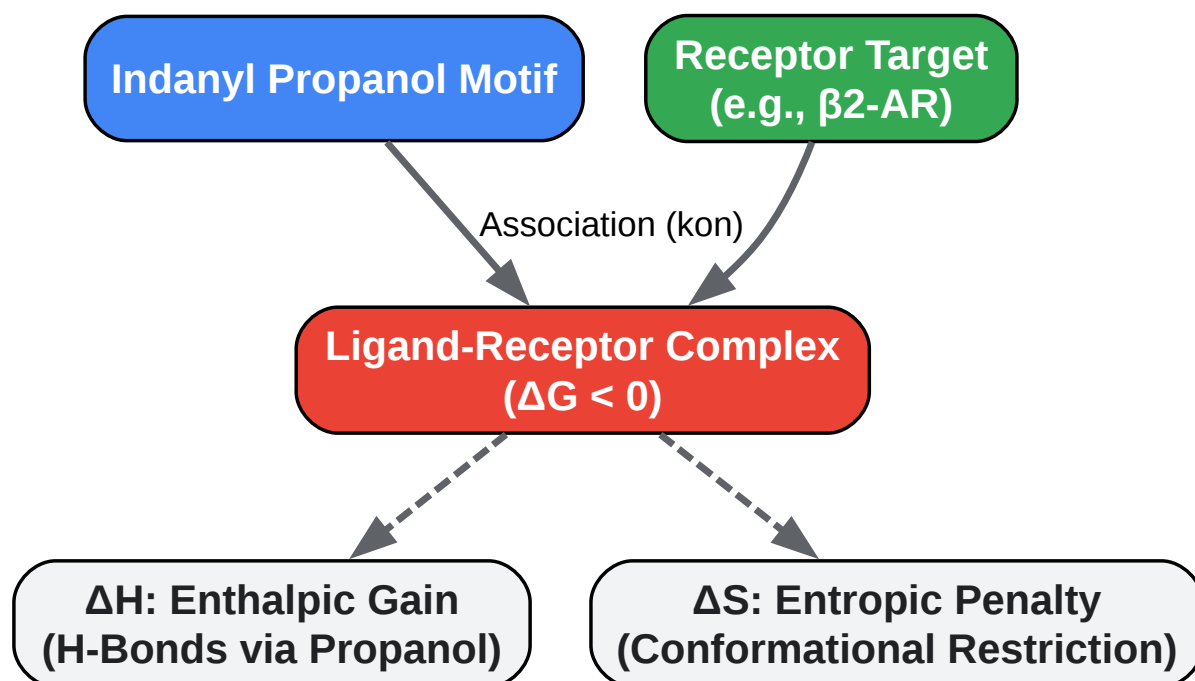 Indanyl Propanol Motif
Receptor Target
(e.g., β2-AR)
Association (kon)
Ligand-Receptor Complex
(ΔG < 0)
ΔH: Enthalpic Gain
(H-Bonds via Propanol)
ΔS: Entropic Penalty
(Conformational Restriction)